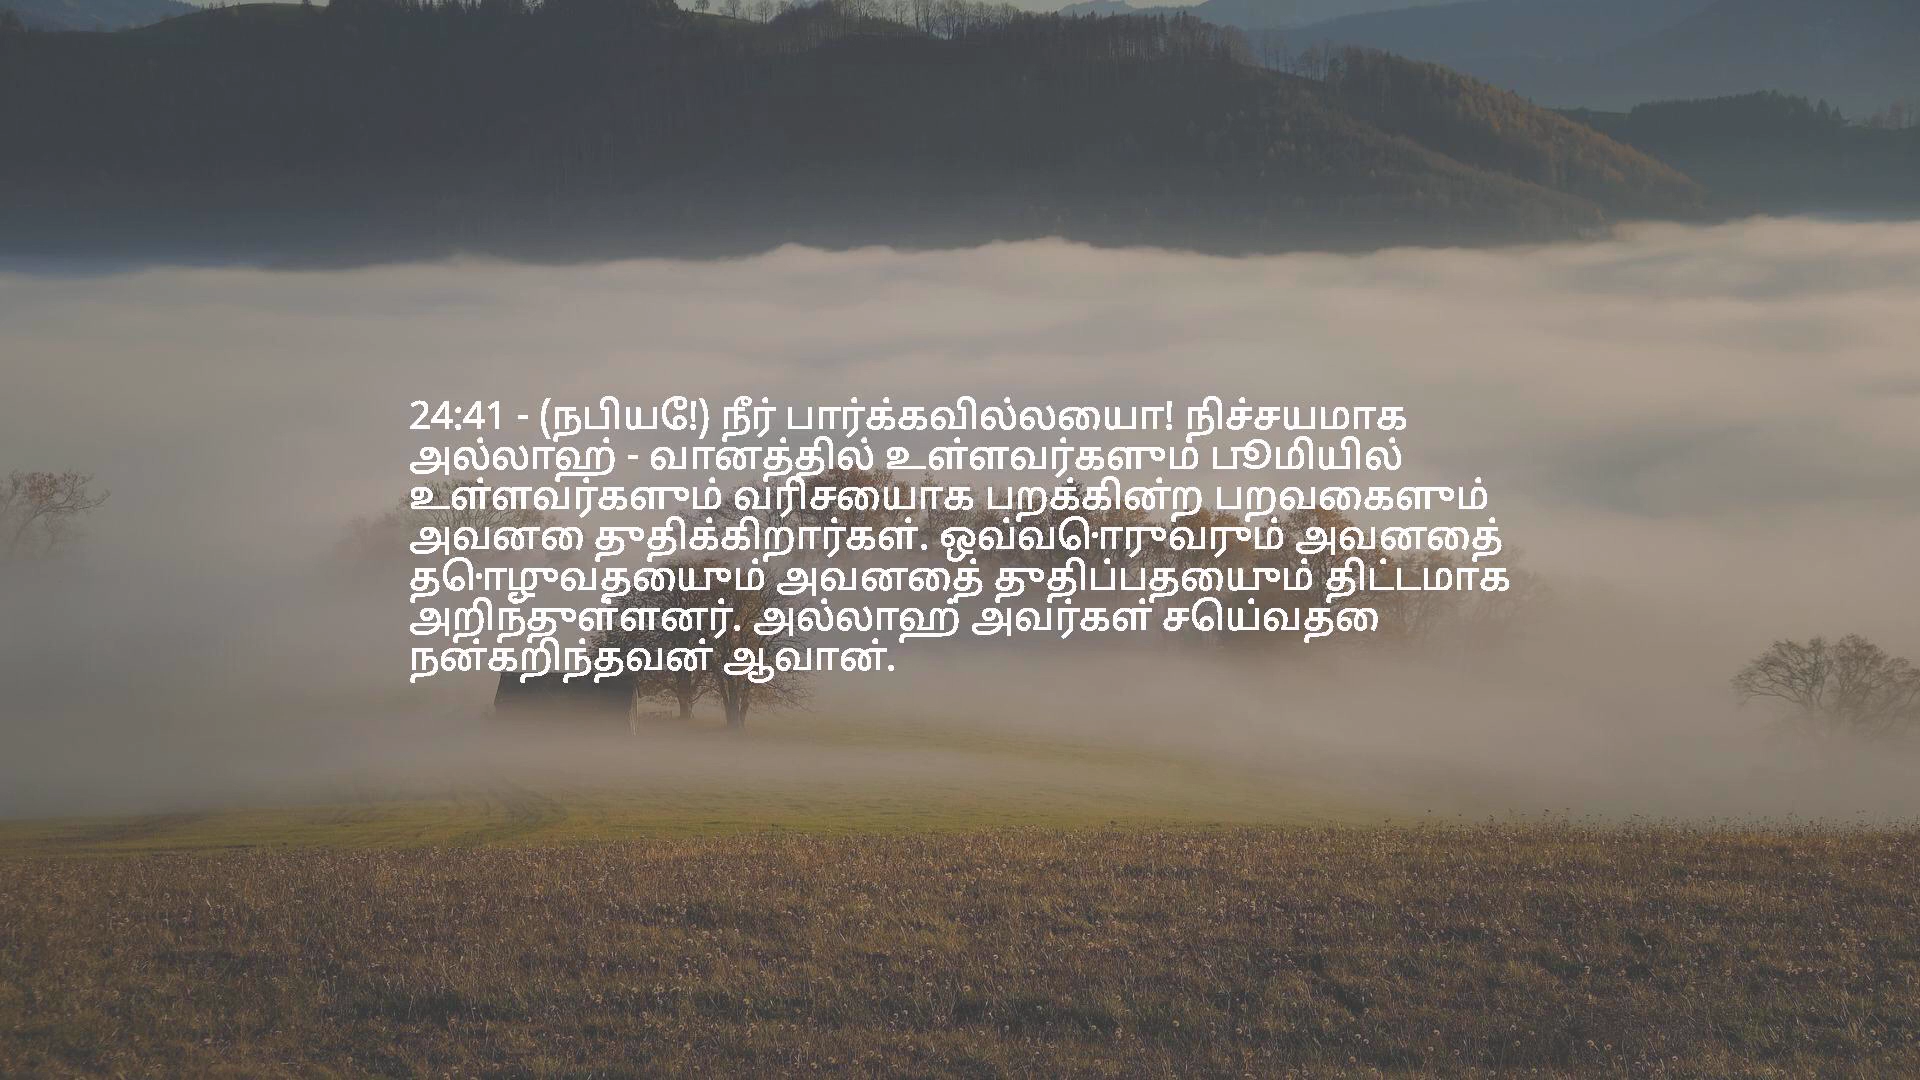 24:41 - (நபியே!) நீர் பார்க்கவில்லையா! நிச்சயமாக
அல்லாஹ் - வானத்தில் உள்ளவர்களும் பூமியில்
உள்ளவர்களும் வரிசையாக பறக்கின்ற பறவைகளும்
அவனை துதிக்கிறார்கள். ஒவ்வொருவரும் அவனைத்
தொழுவதையும் அவனைத் துதிப்பதையும் திட்டமாக
அறிந்துள்ளனர். அல்லாஹ் அவர்கள் செய்வதை
நன்கறிந்தவன் ஆவான்.